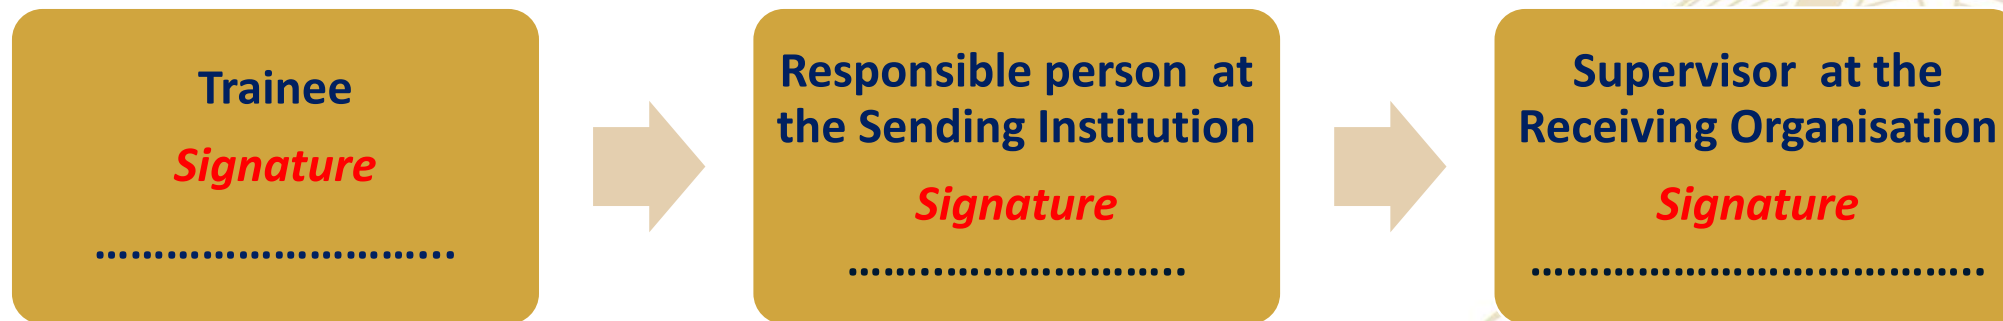 Trainee
Signature
..............................
Responsible person at
the Sending Institution
Signature
............................
Supervisor at the
Receiving Organisation
Signature
......................................